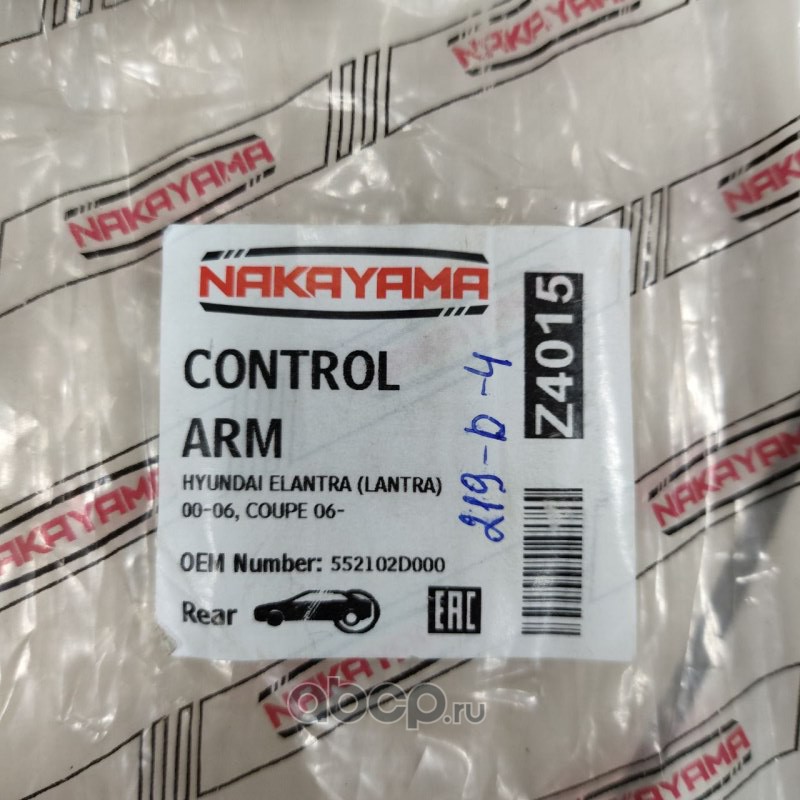 NAKAYAMA
NAKAYAMA
NAKAYAMA
NAKAYAMA
Z4015
CONTROL
ARM
219-D-4
HYUNDAI ELANTRA (LANTRA)
00-06, COUPE 06-
NAKAYAMA
NAKAYAMA
OEM Number: 552102D000
Rear
EAC
NAKAYAMA
abcp.ru
NAKAYAMA